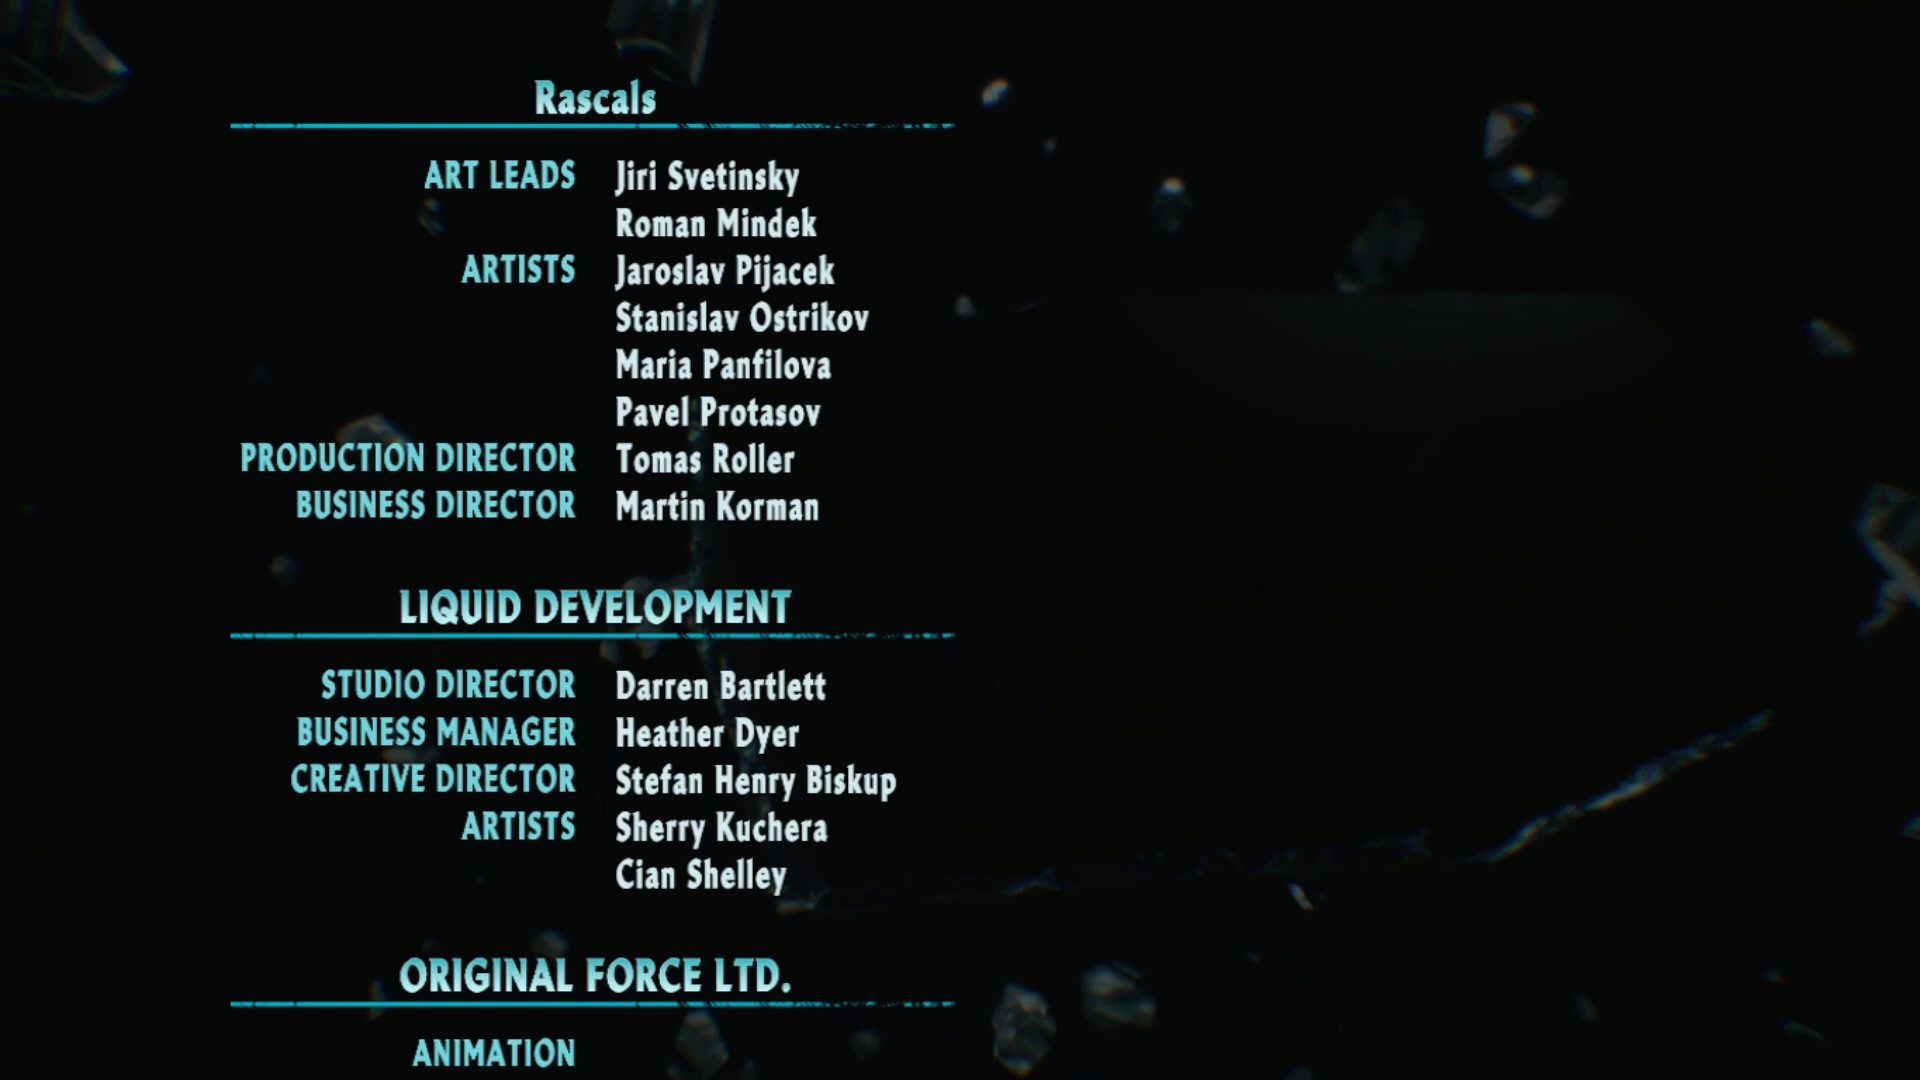 Rascals
ART LEADS Jiri Svetinsky
Roman Mindek
ARTISTS Jaroslav Pijacek
Stanislav Ostrikov
Maria Panfilova
Pavel Protasov
PRODUCTION DIRECTOR Tomas Roller
BUSINESS DIRECTOR Martin Korman
LIQUID DEVELOPMENT
STUDIO DIRECTOR Darren Bartlett
BUSINESS MANAGER Heather Dyer
CREATIVE DIRECTOR Stefan Henry Biskup
ARTISTS Sherry Kuchera
Cian Shelley
ORIGINAL FORCE LTD.
ANIMATION